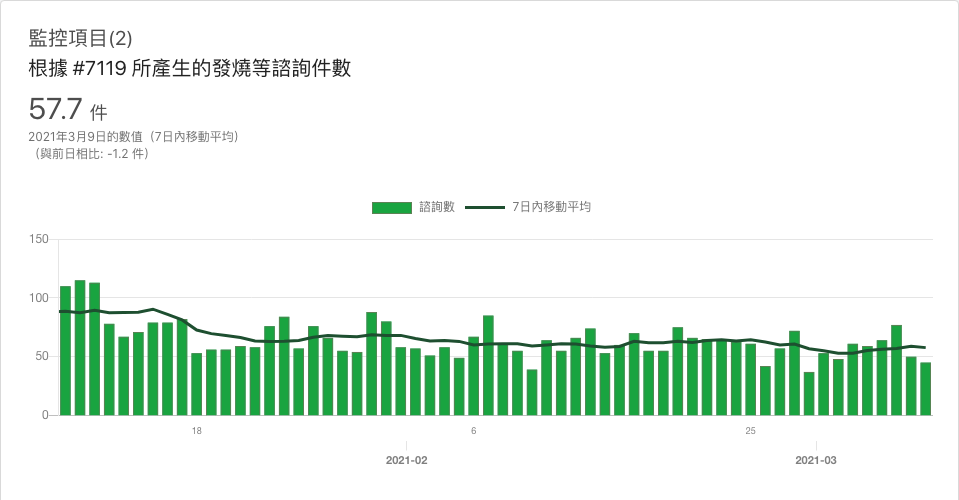 監控項目(2)
根據 #7119 所產生的發燒等諮詢件數
57.7 件
2021年3月9日的數值（7日內移動平均）
（與前日相比: -1.2 件）
諮詢數 7日內移動平均
150
100
50
0
18 6 25
2021-02 2021-03